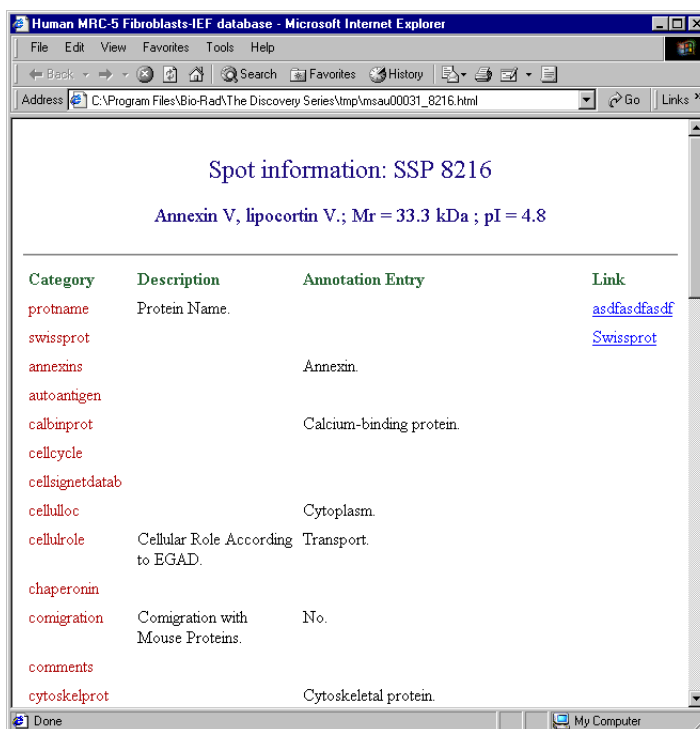 Human MRC-5 Fibroblasts-IEF database - Microsoft Internet Explorer
File Edit View Favorites Tools Help
Back Search Favorites History
Address C:\Program Files\Bio-Rad\The Discovery Series\tmp\msau00031_8216.html Go Links »
Spot information: SSP 8216
Annexin V, lipocortin V.; Mr = 33.3 kDa ; pI = 4.8
Category Description Annotation Entry Link
protname Protein Name. asdfasdfasdf
swissprot Swissprot
annexins Annexin.
autoantigen
calbinprot Calcium-binding protein.
cellcycle
cellsignetdatab
cellulloc Cytoplasm.
cellulrole Cellular Role According Transport.
to EGAD.
chaperonin
comigration Comigration with No.
Mouse Proteins.
comments
cytoskelprot Cytoskeletal protein.
Done My Computer